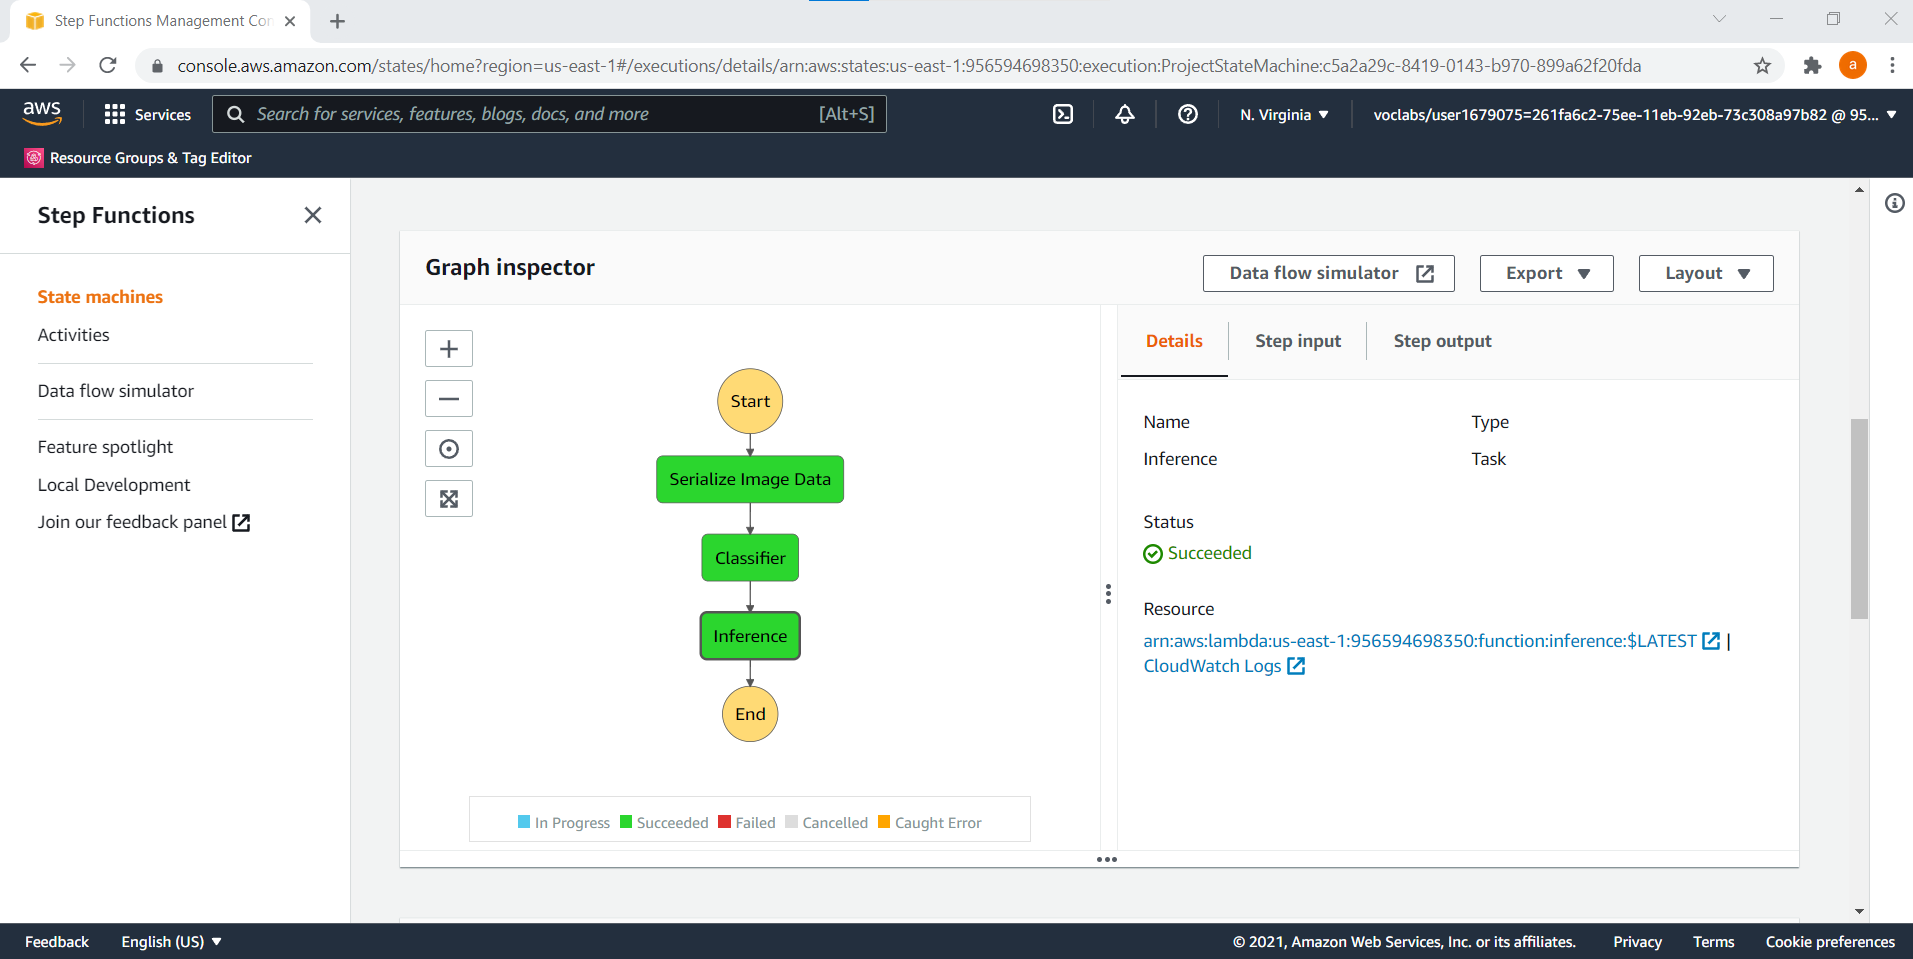 Step Functions Management Con
console.aws.amazon.com/states/home?region=us-east-1#/executions/details/arn:aws:states:us-east-1:956594698350:execution:ProjectStateMachine:c5a2a29c-8419-0143-b970-899a62f20fda
a
aws
Services
Search for services, features, blogs, docs, and more
[Alt+S]
N. Virginia
voclabs/user1679075=261fa6c2-75ee-11eb-92eb-73c308a97b82 @ 95...
Resource Groups & Tag Editor
Step Functions
State machines
Activities
Data flow simulator
Feature spotlight
Local Development
Join our feedback panel
Graph inspector
Data flow simulator
Export
Layout
Start
Serialize Image Data
Classifier
Inference
End
In Progress
Succeeded
Failed
Cancelled
Caught Error
Details
Step input
Step output
Name
Type
Inference
Task
Status
Succeeded
Resource
arn:aws:lambda:us-east-1:956594698350:function:inference:$LATEST |
CloudWatch Logs
Feedback
English (US)
© 2021, Amazon Web Services, Inc. or its affiliates.
Privacy
Terms
Cookie preferences